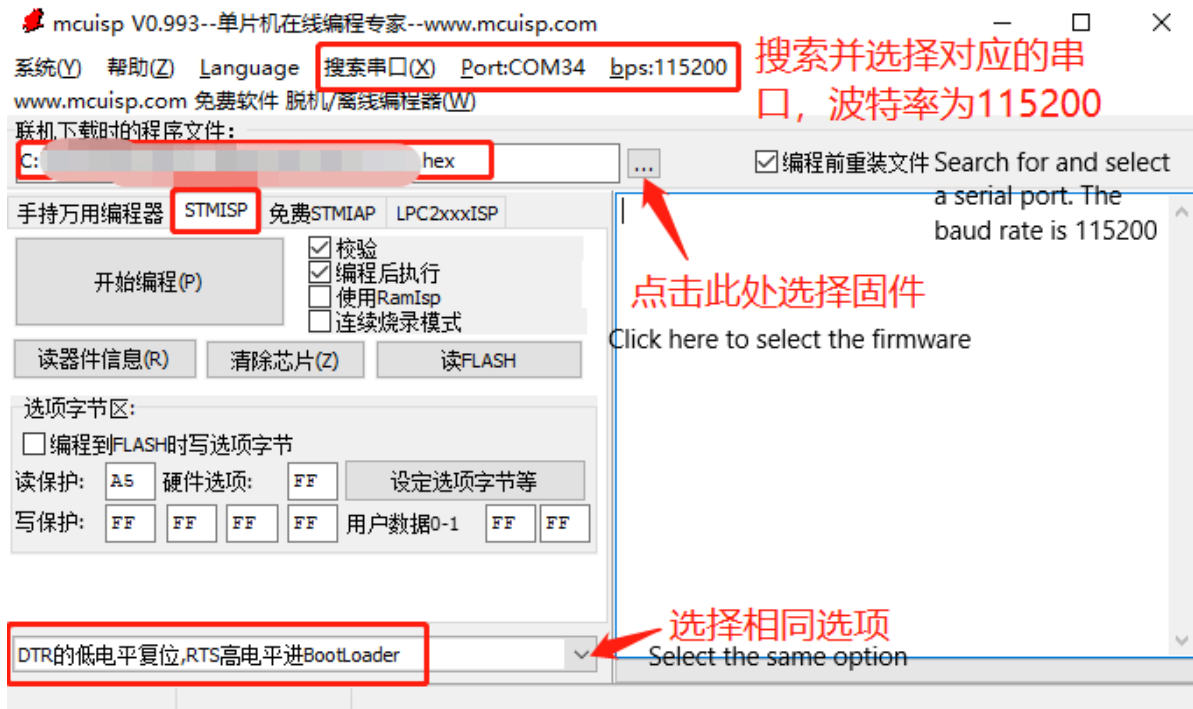 mcuisp V0.993--单片机在线编程专家--www.mcuisp.com
系统(Y) 帮助(Z) Language 搜索串口(X) Port:COM34 bps:115200
搜索并选择对应的串
口，波特率为115200
www.mcuisp.com 免费软件 脱机/离线编程器(W)
联机下载时的程序文件:
C: hex
...
编程前重装文件
Search for and select
a serial port. The
baud rate is 115200
手持万用编程器 STMISP 免费STMIAP LPC2xxxISP
开始编程(P)
校验
编程后执行
使用RamIsp
连续烧录模式
点击此处选择固件
Click here to select the firmware
读器件信息(R) 清除芯片(Z) 读FLASH
选项字节区:
编程到FLASH时写选项字节
读保护: A5 硬件选项: FF 设定选项字节等
写保护: FF FF FF FF 用户数据0-1 FF FF
选择相同选项
Select the same option
DTR的低电平复位,RTS高电平进BootLoader